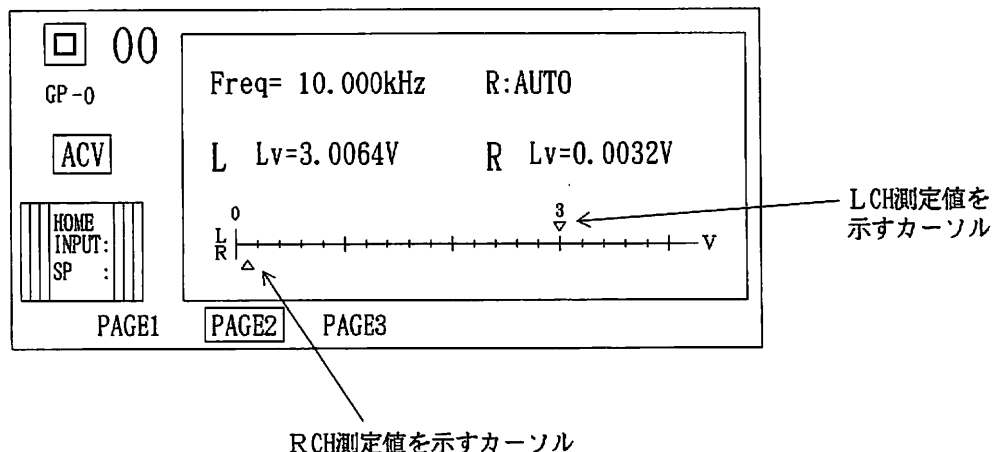 00
GP-0
ACV
HOME
INPUT:
SP :
Freq= 10.000kHz R:AUTO
L Lv=3.0064V R Lv=0.0032V
0 3
L
R
V
PAGE1 PAGE2 PAGE3
LCH測定値を
示すカーソル
RCH測定値を示すカーソル